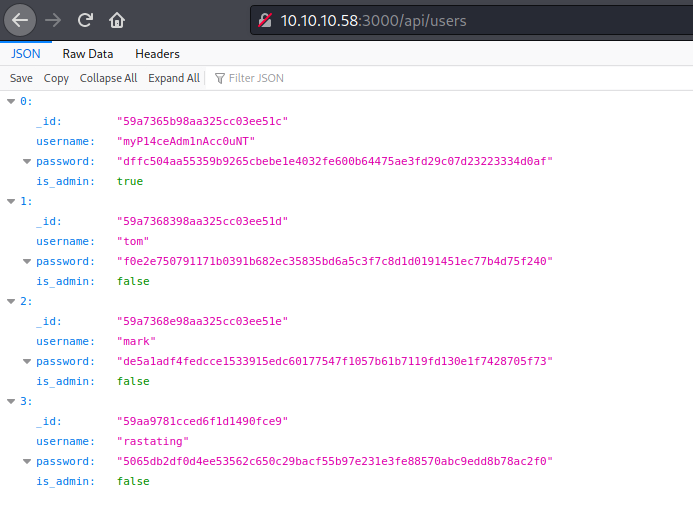 10.10.10.58:3000/api/users
JSON Raw Data Headers
Save Copy Collapse All Expand All Filter JSON
0:
_id: "59a7365b98aa325cc03ee51c"
username: "myP14ceAdm1nAcc0uNT"
password: "dffc504aa55359b9265cbebe1e4032fe600b64475ae3fd29c07d23223334d0af"
is_admin: true
1:
_id: "59a7368398aa325cc03ee51d"
username: "tom"
password: "f0e2e750791171b0391b682ec35835bd6a5c3f7c8d1d0191451ec77b4d75f240"
is_admin: false
2:
_id: "59a7368e98aa325cc03ee51e"
username: "mark"
password: "de5a1adf4fedcce1533915edc60177547f1057b61b7119fd130e1f7428705f73"
is_admin: false
3:
_id: "59aa9781cced6f1d1490fce9"
username: "rastating"
password: "5065db2df0d4ee53562c650c29bacf55b97e231e3fe88570abc9edd8b78ac2f0"
is_admin: false